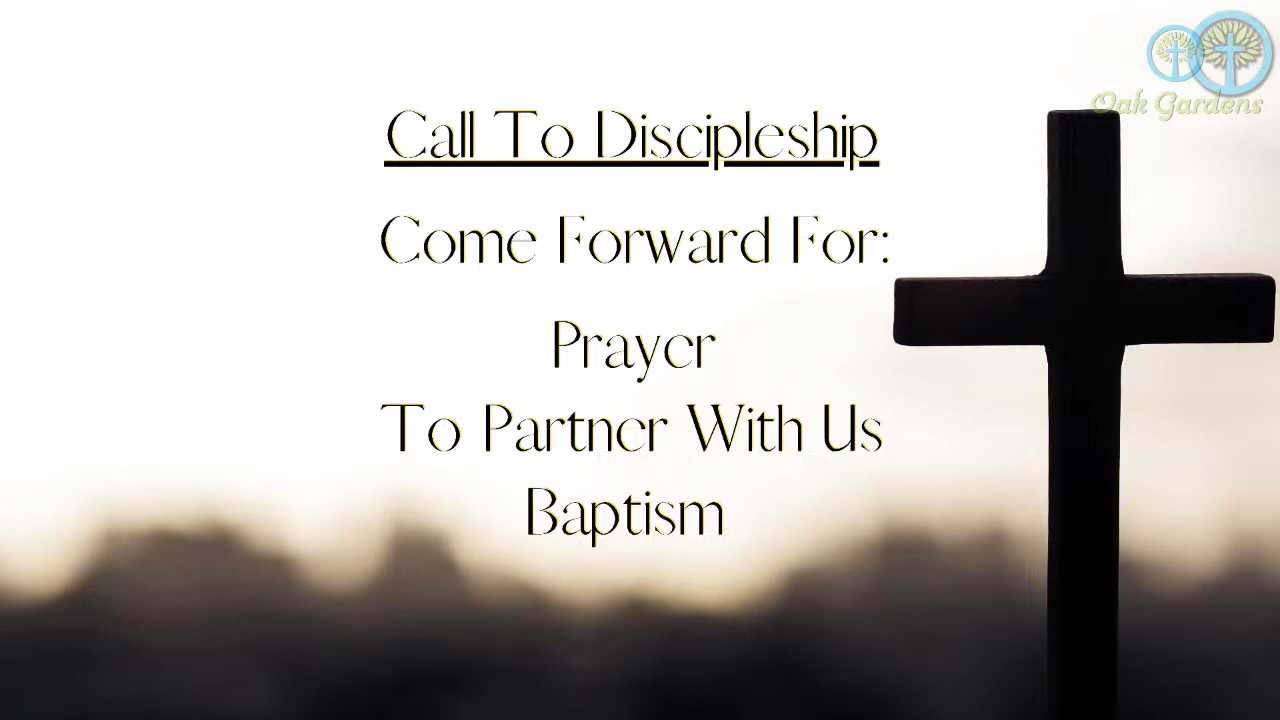 Oak Gardens
Call To Discipleship
Come Forward For:
Prayer
To Partner With Us
Baptism